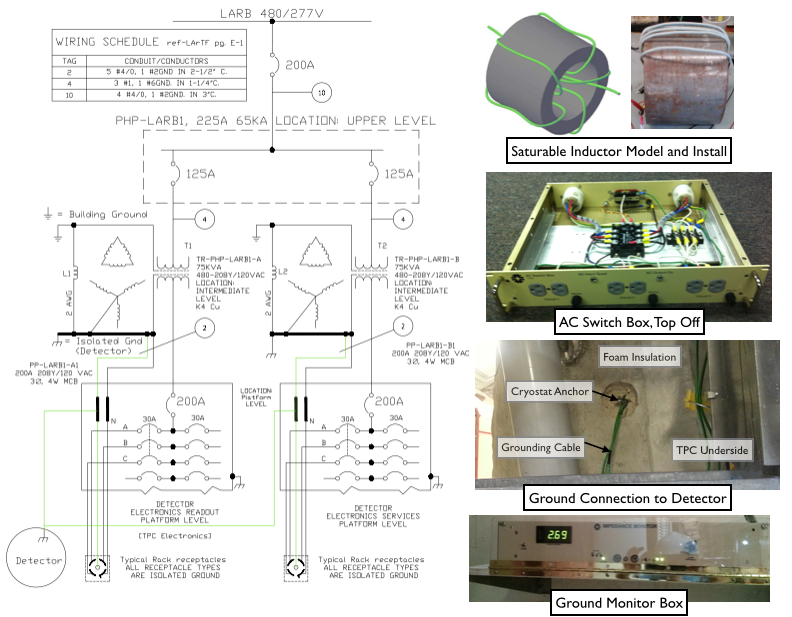 LARB 480/277V
WIRING SCHEDULE ref-LArTF pg. E-1
TAG CONDUIT/CONDUCTORS
2 5 #4/0, 1 #2GND IN 2-1/2" C.
4 3 #1, 1 #6GND. IN 1-1/4"C.
10 4 #4/0, 1 #2GND IN 3"C.
200A
10
PHP-LARB1, 225A 65KA LOCATION: UPPER LEVEL
125A
125A
4
4
= Building Ground
T1
T2
L1
L2
2 AWG
2 AWG
TR-PHP-LARB1-A
75KVA
480-208Y/120VAC
LOCATION:
INTERMEDIATE
LEVEL
K4 Cu
TR-PHP-LARB1-B
75KVA
480-208Y/120VAC
LOCATION:
INTERMEDIATE
LEVEL
K4 Cu
= Isolated Gnd
(Detector)
2
2
PP-LARB1-A1
200A 208Y/120 VAC
3Ø, 4W MCB
PP-LARB1-B1
200A 208Y/120 VAC
3Ø, 4W MCB
LOCATION:
Platform
LEVEL
200A
200A
N
30A
30A
A
B
C
N
30A
30A
A
B
C
DETECTOR
ELECTRONICS READOUT
PLATFORM LEVEL
[TPC Electronics]
DETECTOR
ELECTRONICS SERVICES
PLATFORM LEVEL
Detector
Typical Rack receptacles
ALL RECEPTACLE TYPES
ARE ISOLATED GROUND
Typical Rack receptacles
ALL RECEPTACLE TYPES
ARE ISOLATED GROUND
Saturable Inductor Model and Install
AC Switch Box
AC Switch Box, Top Off
Foam Insulation
Cryostat Anchor
Grounding Cable
TPC Underside
Ground Connection to Detector
2.69
IMPEDANCE MONITOR
Ground Monitor Box